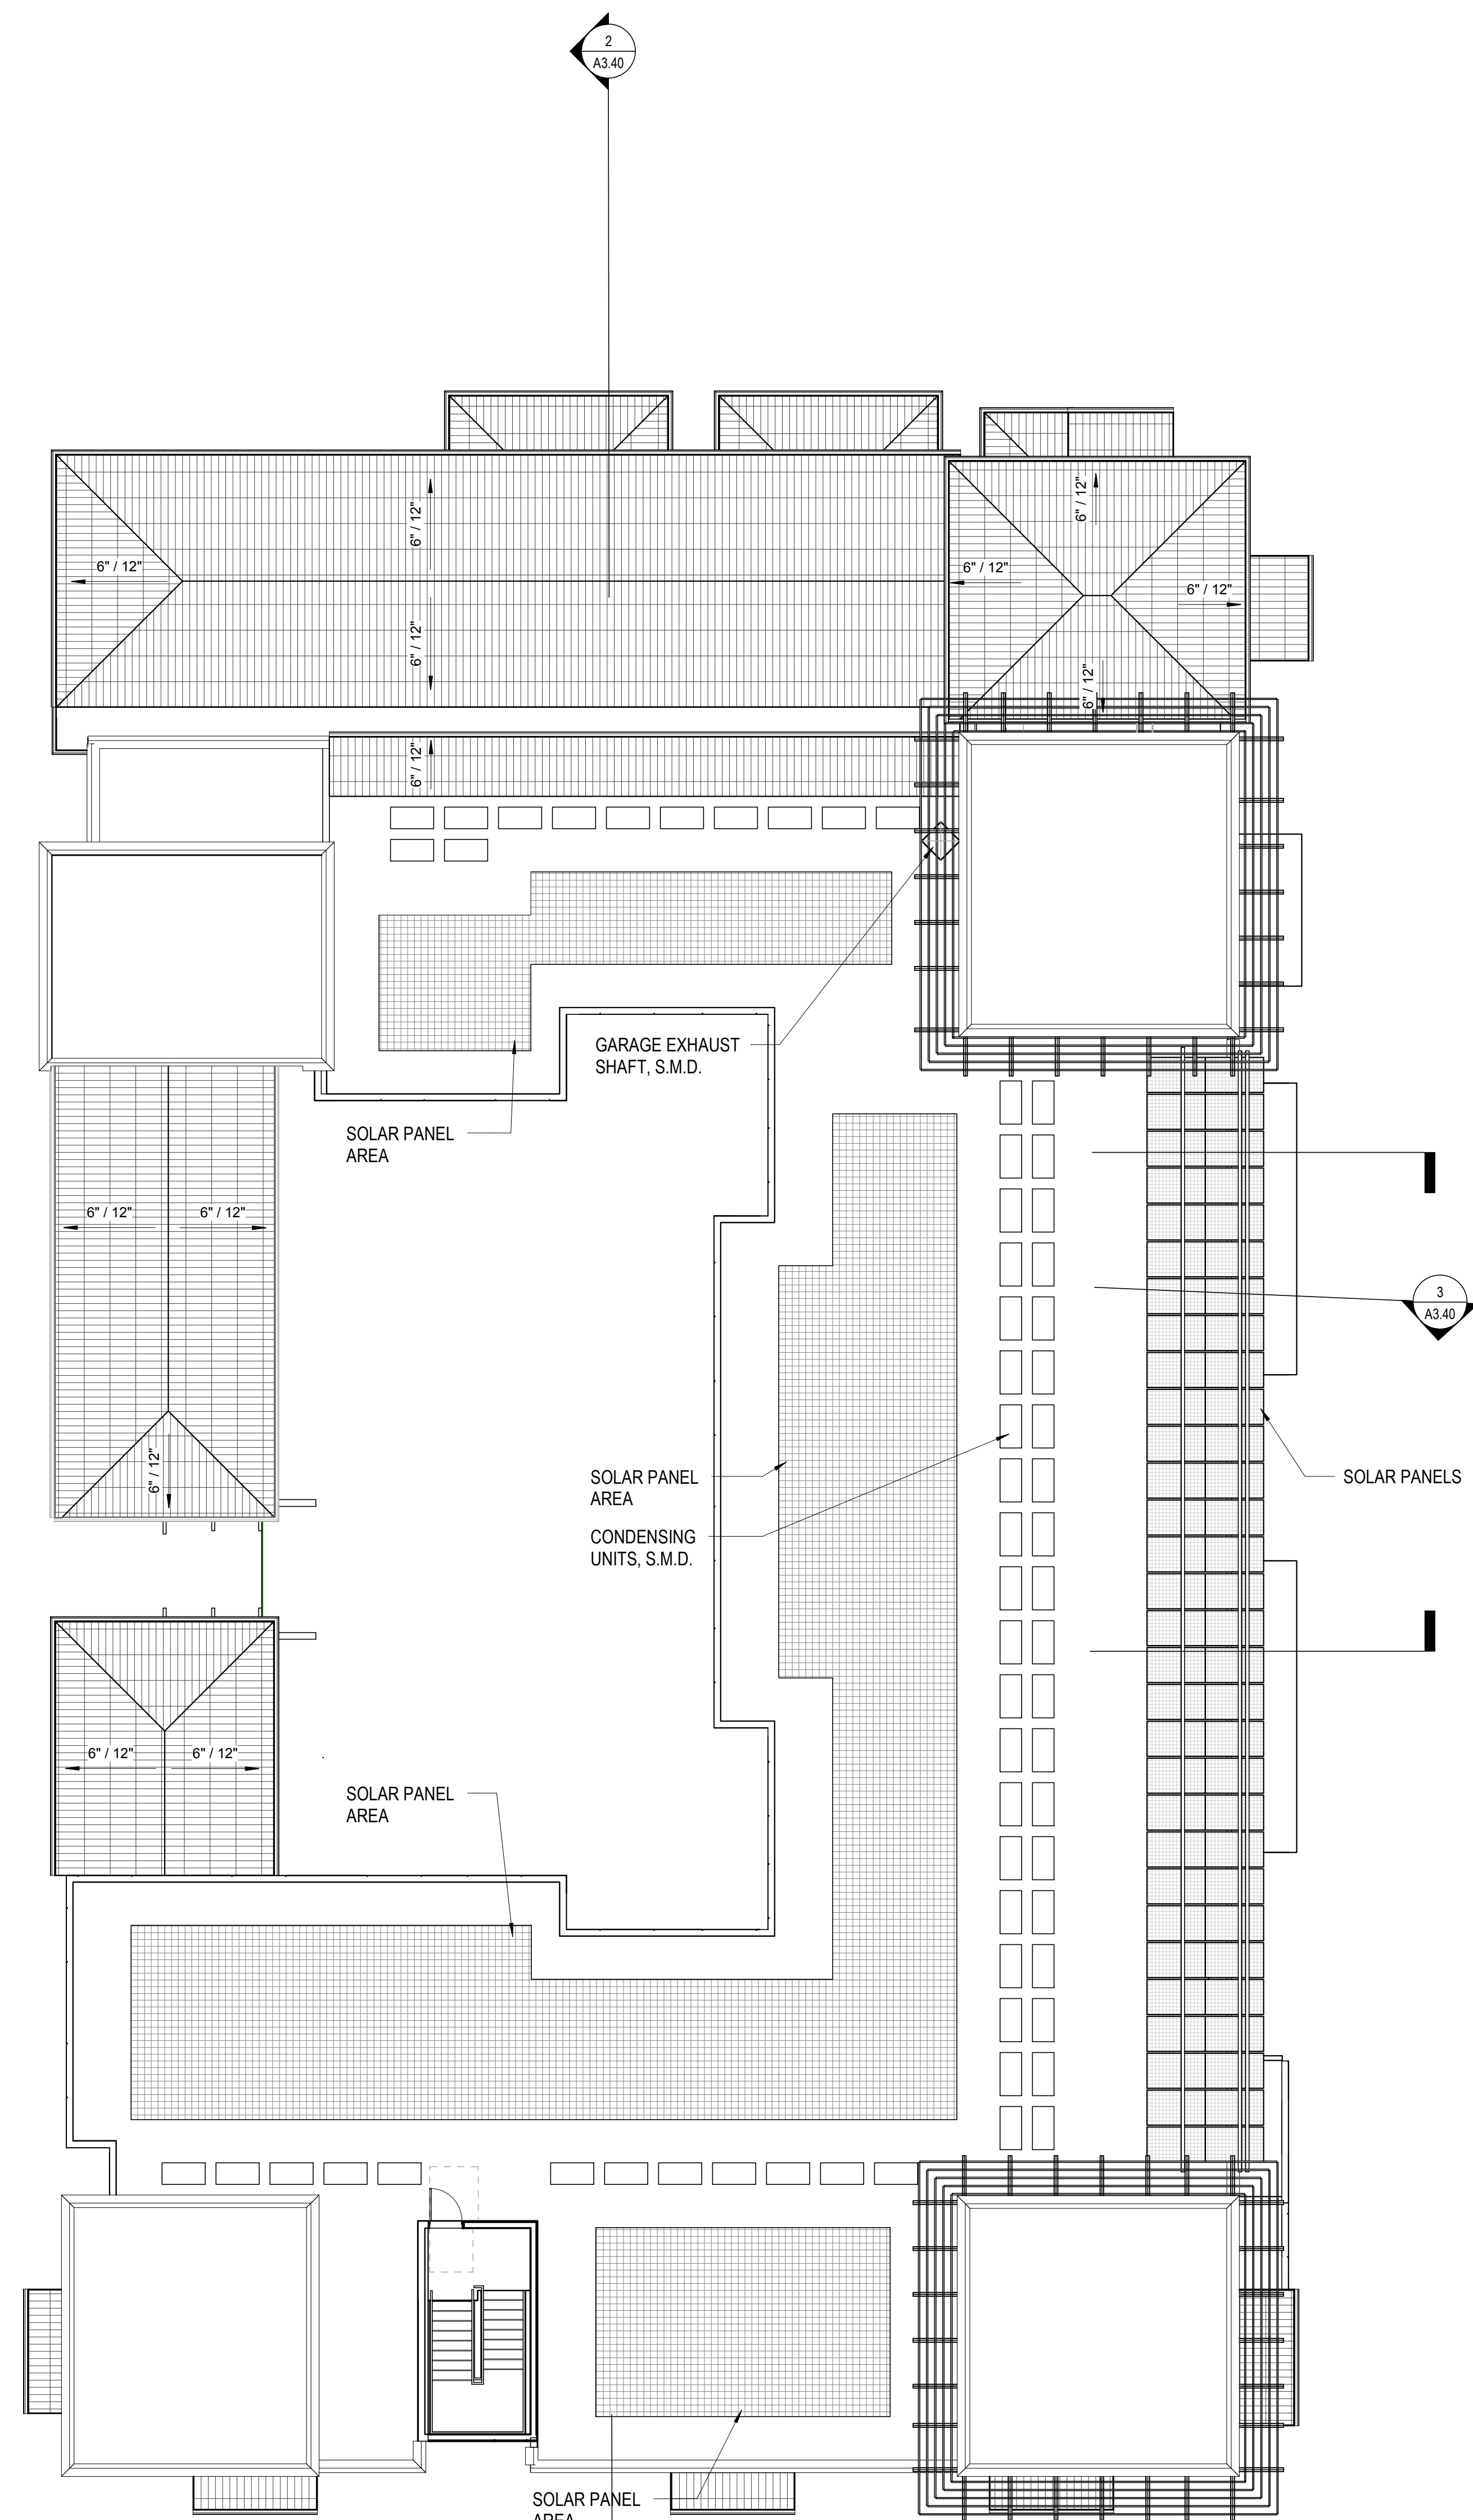 2
A3.40
6" / 12"
6" / 12"
6" / 12"
6" / 12"
6" / 12"
6" / 12"
6" / 12"
6" / 12"
GARAGE EXHAUST
SHAFT, S.M.D.
SOLAR PANEL
AREA
6" / 12"
6" / 12"
3
A3.40
6" / 12"
SOLAR PANEL
AREA
SOLAR PANELS
CONDENSING
UNITS, S.M.D.
6" / 12"
6" / 12"
SOLAR PANEL
AREA
SOLAR PANEL
AREA